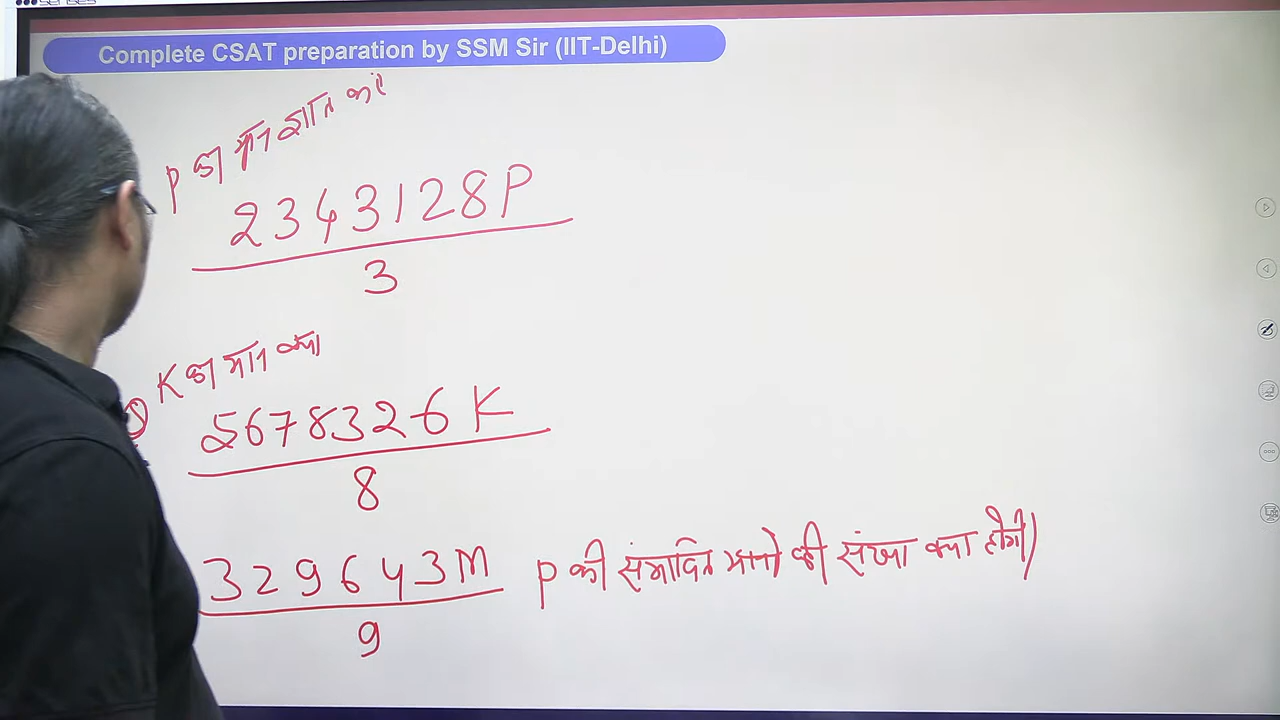 Complete CSAT preparation by SSM Sir (IIT-Delhi)
P का मान ज्ञात करो
2343128P
3
K का मान क्या
5678326K
8
329643M P की संभावित मानो की संख्या क्या होगी।
9